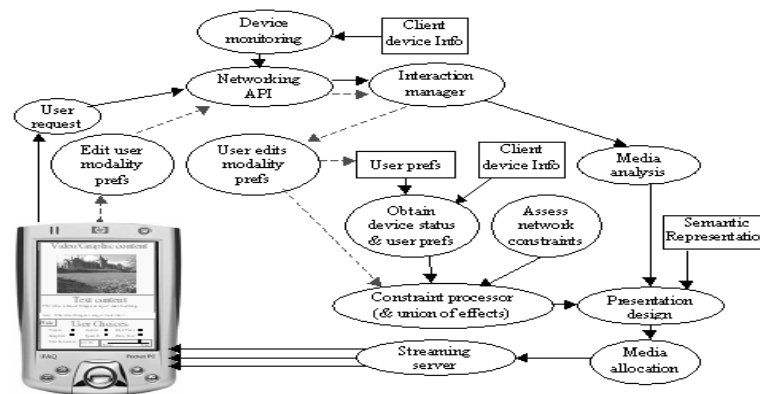 Device
monitoring
Client
device Info
Networking
API
Interaction
manager
User
request
Edit user
modality
prefs
User edits
modality
prefs
User prefs
Client
device Info
Media
analysis
Obtain
device status
& user prefs
Assess
network
constraints
Semantic
Representation
Constraint processor
(& union of effects)
Presentation
design
Streaming
server
Media
allocation
Video/Graphic content
Text content
User Choices
iPAQ
Pocket PC